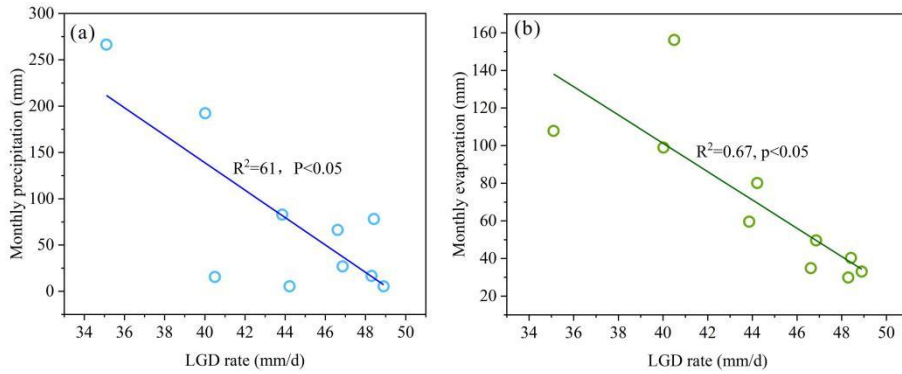 (a)
300
250
200
150
100
50
0
Monthly precipitation (mm)
R²=61, P<0.05
34 36 38 40 42 44 46 48 50
LGD rate (mm/d)
(b)
160
140
120
100
80
60
40
20
Monthly evaporation (mm)
R²=0.67, p<0.05
34 36 38 40 42 44 46 48 50
LGD rate (mm/d)